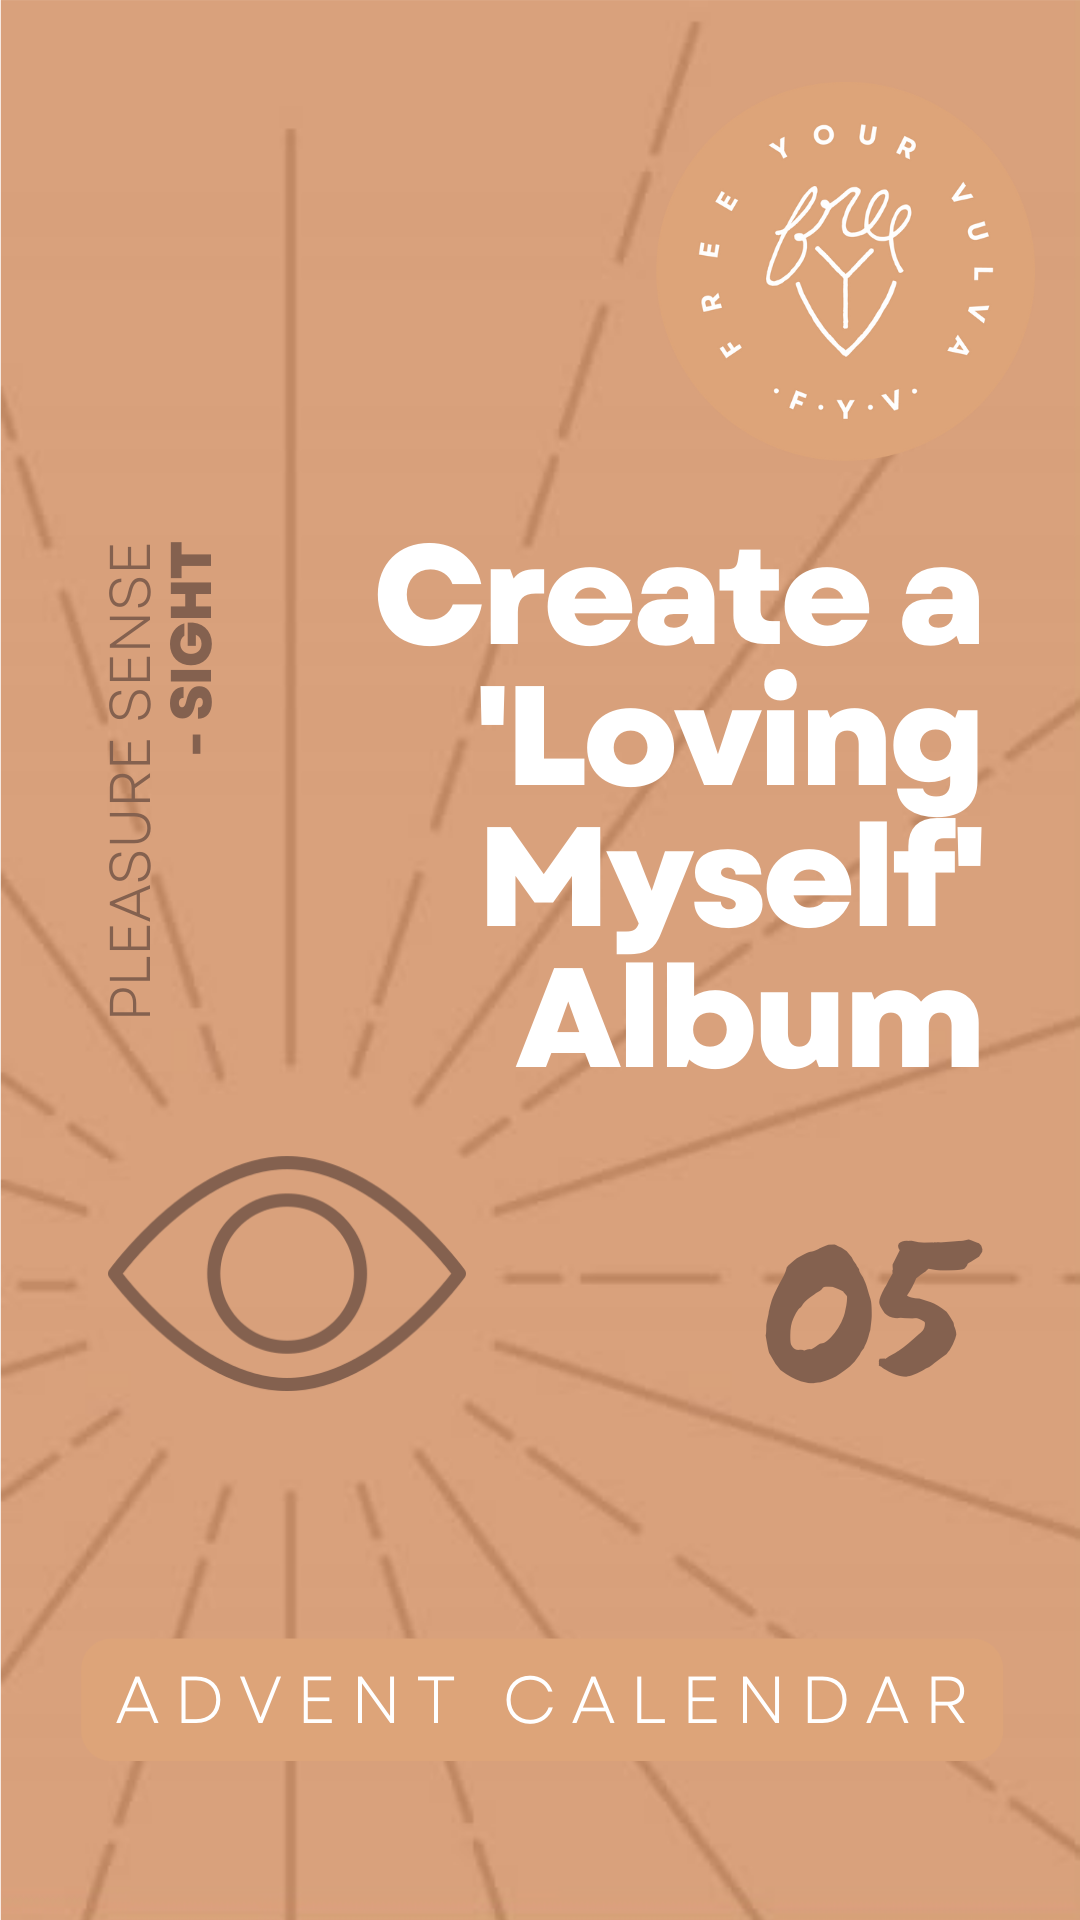 FREE YOUR VULVA
free
· F · Y · V ·
PLEASURE SENSE
- SIGHT
Create a
'Loving
Myself'
Album
05
ADVENT CALENDAR